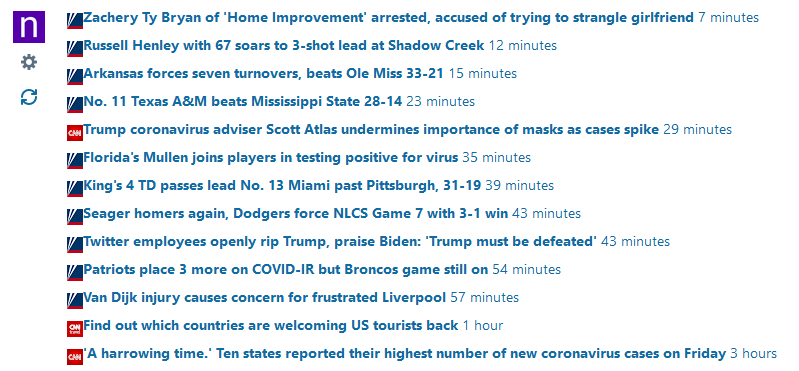 n
Zachery Ty Bryan of 'Home Improvement' arrested, accused of trying to strangle girlfriend 7 minutes
Russell Henley with 67 soars to 3-shot lead at Shadow Creek 12 minutes
Arkansas forces seven turnovers, beats Ole Miss 33-21 15 minutes
No. 11 Texas A&M beats Mississippi State 28-14 23 minutes
CNN Trump coronavirus adviser Scott Atlas undermines importance of masks as cases spike 29 minutes
Florida's Mullen joins players in testing positive for virus 35 minutes
King's 4 TD passes lead No. 13 Miami past Pittsburgh, 31-19 39 minutes
Seager homers again, Dodgers force NLCS Game 7 with 3-1 win 43 minutes
Twitter employees openly rip Trump, praise Biden: 'Trump must be defeated' 43 minutes
Patriots place 3 more on COVID-IR but Broncos game still on 54 minutes
Van Dijk injury causes concern for frustrated Liverpool 57 minutes
CNN travel Find out which countries are welcoming US tourists back 1 hour
CNN 'A harrowing time.' Ten states reported their highest number of new coronavirus cases on Friday 3 hours